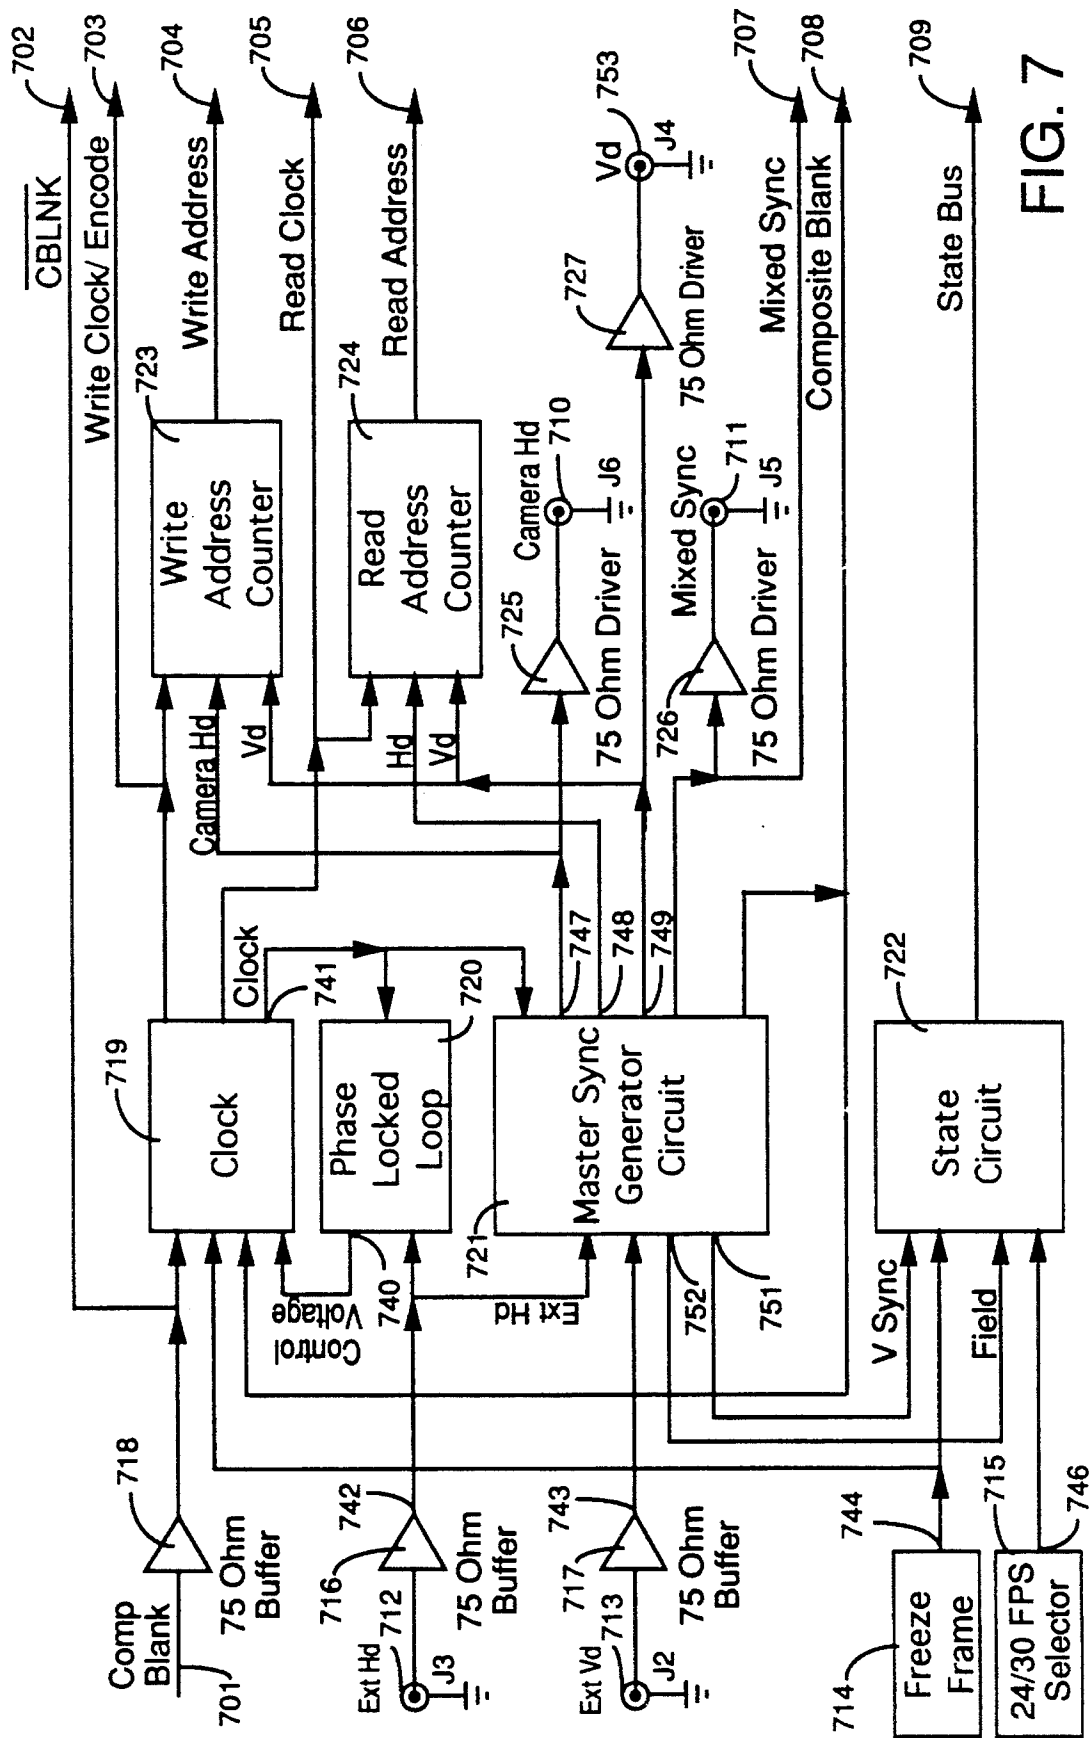 Comp
Blank
701
718
75 Ohm
Buffer
CBLNK
702
Write Clock/ Encode
703
Write Address
704
Read Clock
705
Read Address
706
719
Clock
Clock
741
723
Write
Address
Counter
Camera Hd
Vd
724
Read
Address
Counter
Hd
Vd
Control
Voltage
740
Phase
Locked
Loop
720
Ext Hd
712
J3
716
742
75 Ohm
Buffer
Ext Hd
721
Master Sync
Generator
Circuit
747
748
749
752
751
Ext Vd
713
J2
717
743
75 Ohm
Buffer
725
75 Ohm Driver
Camera Hd
710
J6
727
75 Ohm Driver
Vd
753
J4
726
75 Ohm Driver
Mixed Sync
711
J5
Mixed Sync
707
Composite Blank
708
714
Freeze
Frame
744
715
24/30 FPS
Selector
746
V Sync
Field
722
State
Circuit
State Bus
709
FIG. 7